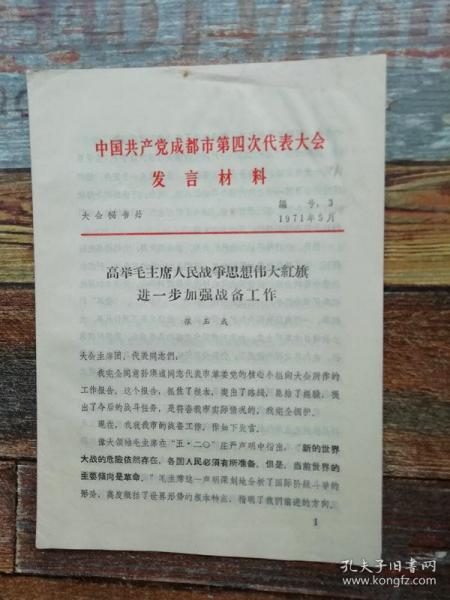 中国共产党成都市第四次代表大会
发言材料
大会秘书处
编号:3
1971年5月
高举毛主席人民战争思想伟大紅旗
进一步加强战备工作
张玉成
大会主席团,代表同志們:
我完全同意孙洪道同志代表市革委党的核心小组向大会所作的
工作报告。这个报告,抓住了根本,突出了路线,总结了经验,提
出了今后的战斗任务,是符合我市实际情况的,我完全拥护。
现在,我就我市的战备工作,作如下发言。
偉大领袖毛主席在“五·二〇”庄严声明中指出:“新的世界
大战的危险依然存在,各国人民必須有所准备。但是,当前世界的
主要傾向是革命。”毛主席这一声明深刻地分析了国际阶级斗爭的
形势,高度概括了世界形势的根本特点,指明了我們前进的方向。
1
孔夫子旧书网
www.kongfz.com